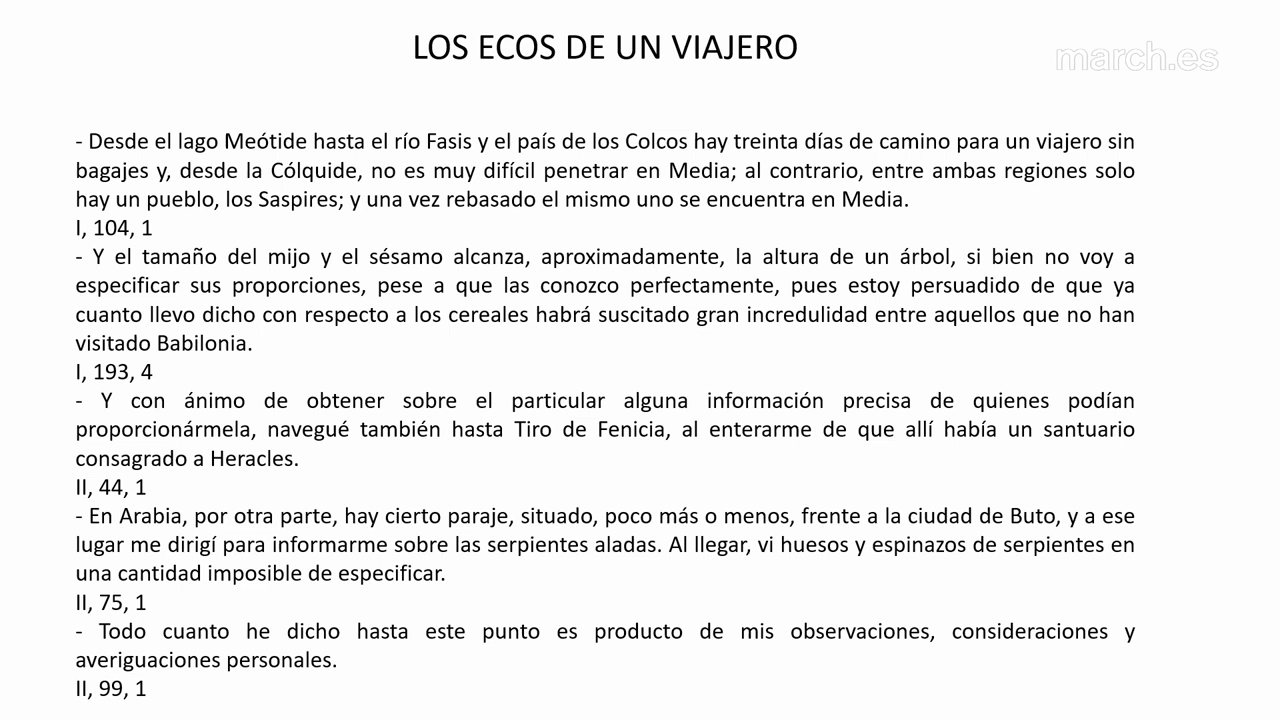 LOS ECOS DE UN VIAJERO
march.es
- Desde el lago Meótide hasta el río Fasis y el país de los Colcos hay treinta días de camino para un viajero sin
bagajes y, desde la Cólquide, no es muy difícil penetrar en Media; al contrario, entre ambas regiones solo
hay un pueblo, los Saspires; y una vez rebasado el mismo uno se encuentra en Media.
I, 104, 1
- Y el tamaño del mijo y el sésamo alcanza, aproximadamente, la altura de un árbol, si bien no voy a
especificar sus proporciones, pese a que las conozco perfectamente, pues estoy persuadido de que ya
cuanto llevo dicho con respecto a los cereales habrá suscitado gran incredulidad entre aquellos que no han
visitado Babilonia.
I, 193, 4
- Y con ánimo de obtener sobre el particular alguna información precisa de quienes podían
proporcionármela, navegué también hasta Tiro de Fenicia, al enterarme de que allí había un santuario
consagrado a Heracles.
II, 44, 1
- En Arabia, por otra parte, hay cierto paraje, situado, poco más o menos, frente a la ciudad de Buto, y a ese
lugar me dirigí para informarme sobre las serpientes aladas. Al llegar, vi huesos y espinazos de serpientes en
una cantidad imposible de especificar.
II, 75, 1
- Todo cuanto he dicho hasta este punto es producto de mis observaciones, consideraciones y
averiguaciones personales.
II, 99, 1